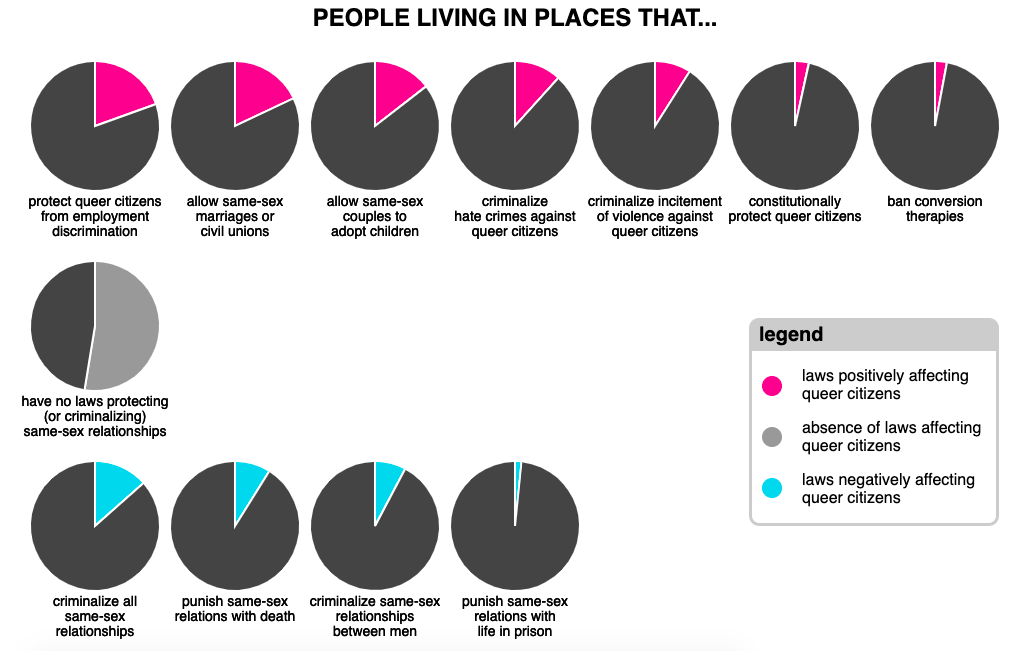 PEOPLE LIVING IN PLACES THAT...
protect queer citizens
from employment
discrimination
allow same-sex
marriages or
civil unions
allow same-sex
couples to
adopt children
criminalize
hate crimes against
queer citizens
criminalize incitement
of violence against
queer citizens
constitutionally
protect queer citizens
ban conversion
therapies
have no laws protecting
(or criminalizing)
same-sex relationships
legend
laws positively affecting
queer citizens
absence of laws affecting
queer citizens
laws negatively affecting
queer citizens
criminalize all
same-sex
relationships
punish same-sex
relations with death
criminalize same-sex
relationships
between men
punish same-sex
relations with
life in prison